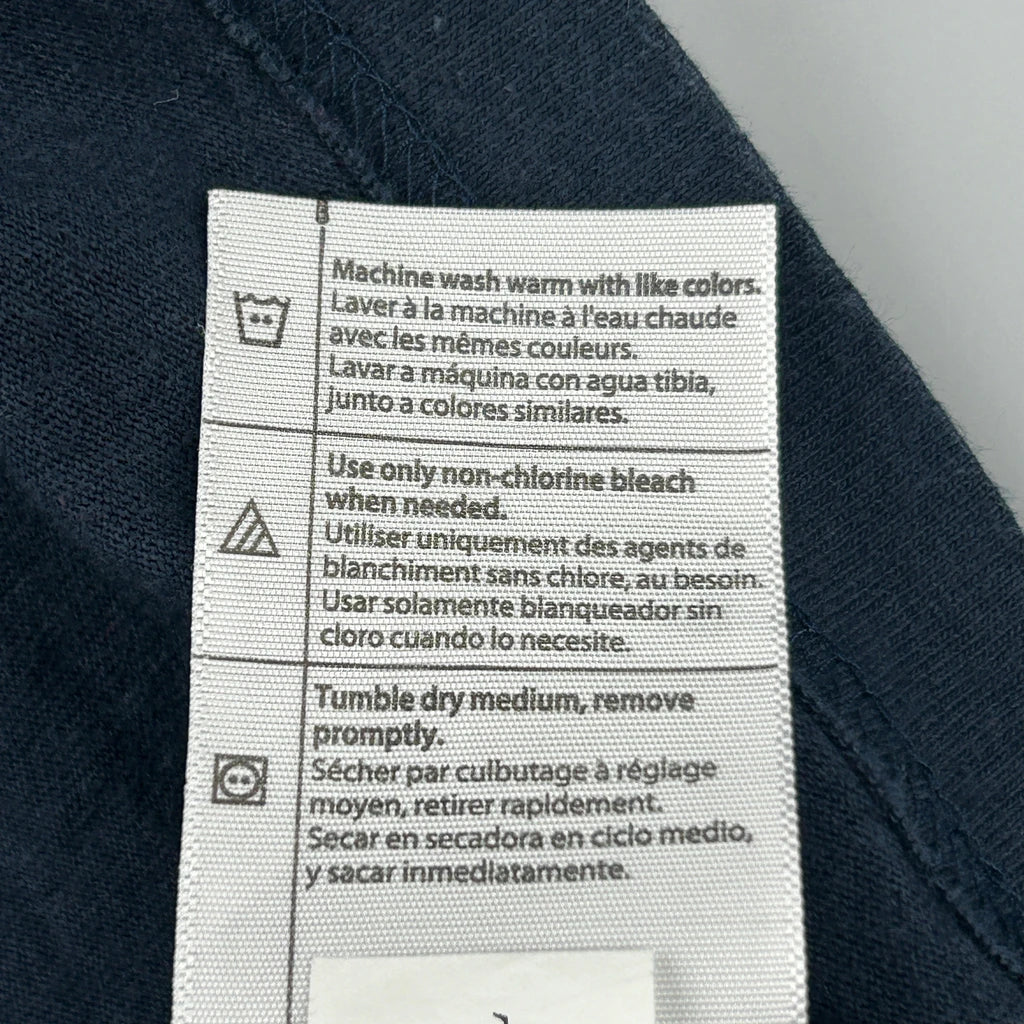 B
Machine wash warm with like colors.
Laver à la machine à l'eau chaude
avec les mêmes couleurs.
Lavar a máquina con agua tibia,
junto a colores similares.
Use only non-chlorine bleach
when needed.
Utiliser uniquement des agents de
blanchiment sans chlore, au besoin.
Usar solamente blanqueador sin
cloro cuando lo necesite.
Tumble dry medium, remove
promptly.
Sécher par culbutage à réglage
moyen, retirer rapidement.
Secar en secadora en ciclo medio,
y sacar inmediatamente.